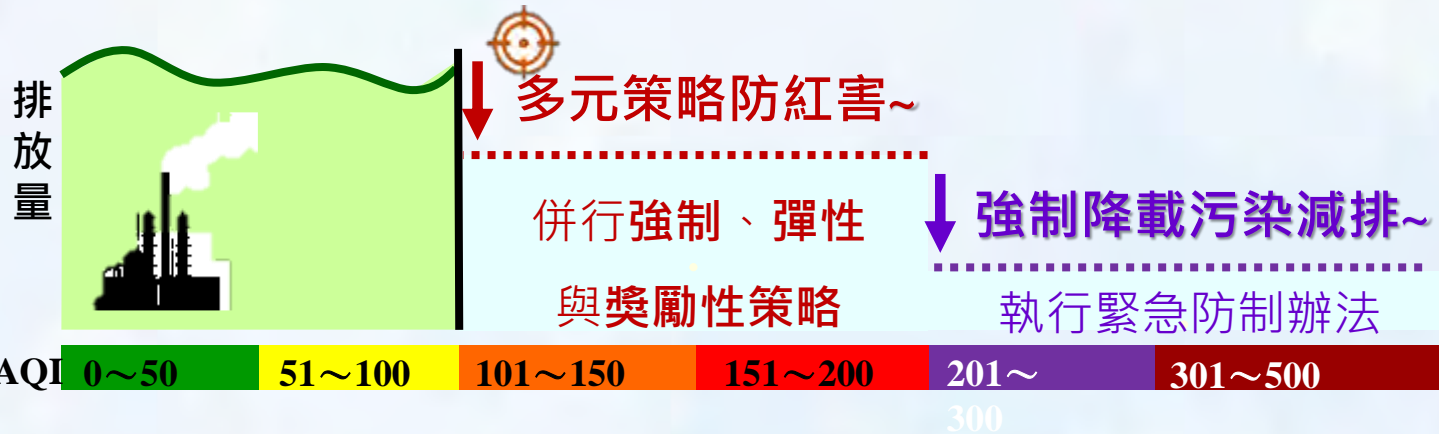 排放量
多元策略防紅害~
併行強制、彈性
與獎勵性策略
強制降載污染減排~
執行緊急防制辦法
AQI 0～50 51～100 101～150 151～200 201～300 301～500